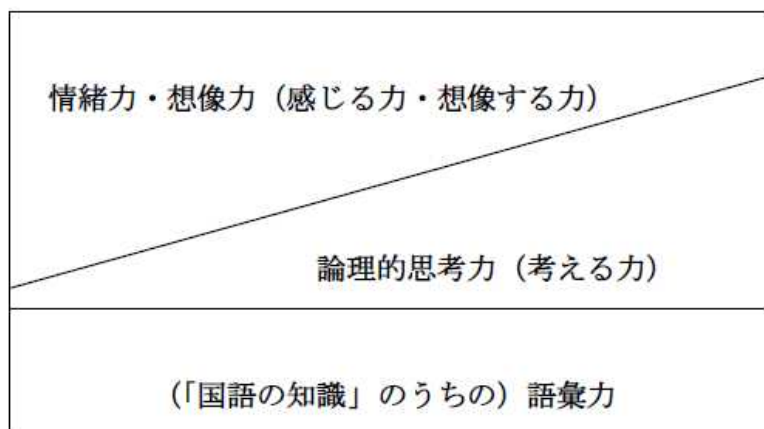 情緒力・想像力（感じる力・想像する力）
論理的思考力（考える力）
（「国語の知識」のうちの）語彙力